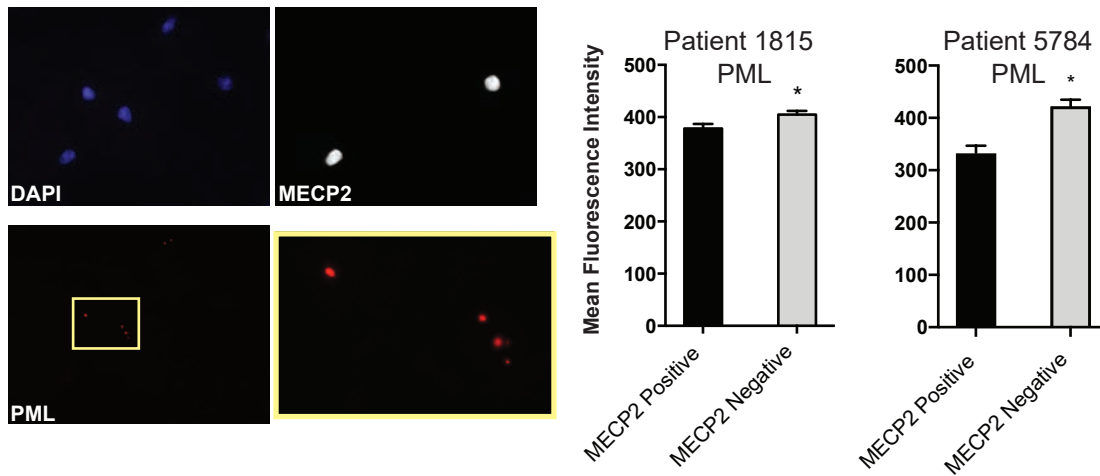 DAPI
MECP2
PML
Mean Fluorescence Intensity
Patient 1815
PML
500
400
300
200
100
0
*
MECP2 Positive
MECP2 Negative
Patient 5784
PML
500
400
300
200
100
0
*
MECP2 Positive
MECP2 Negative